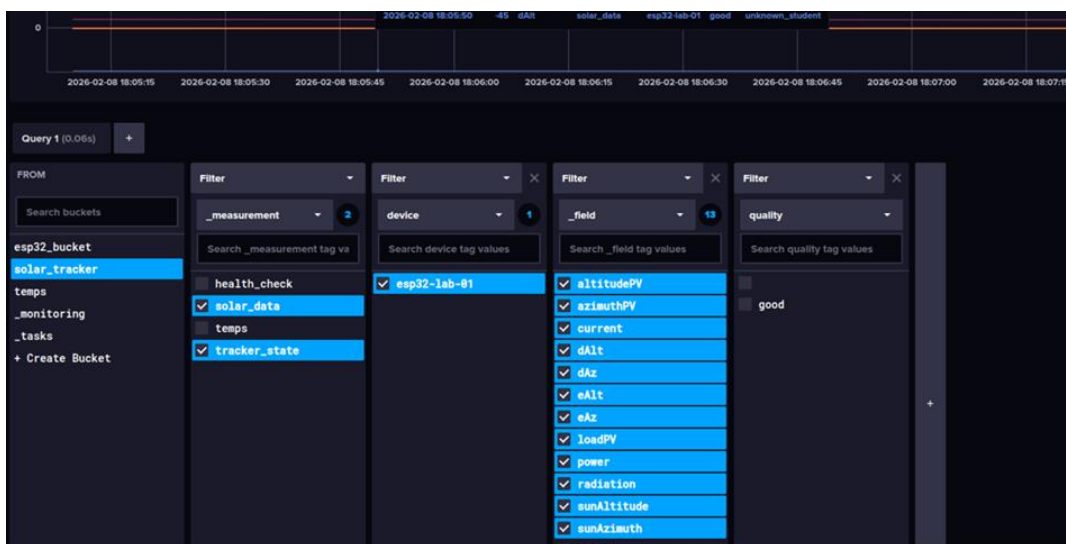 2026-02-08 18:05:50 -45 dAlt solar_data esp32-lab-01 good unknown_student
0
2026-02-08 18:05:15 2026-02-08 18:05:30 2026-02-08 18:05:45 2026-02-08 18:06:00 2026-02-08 18:06:15 2026-02-08 18:06:30 2026-02-08 18:06:45 2026-02-08 18:07:00 2026-02-08 18:07:15
Query 1 (0.06s) +
FROM
Search buckets
esp32_bucket
solar_tracker
temps
_monitoring
_tasks
+ Create Bucket
Filter
_measurement 2
Search _measurement tag va
health_check
solar_data
temps
tracker_state
Filter
device 1
Search device tag values
esp32-lab-01
Filter
_field 13
Search _field tag values
altitudePV
azimuthPV
current
dAlt
dAz
eAlt
eAz
loadPV
power
radiation
sunAltitude
sunAzimuth
Filter
quality
Search quality tag values
good
+